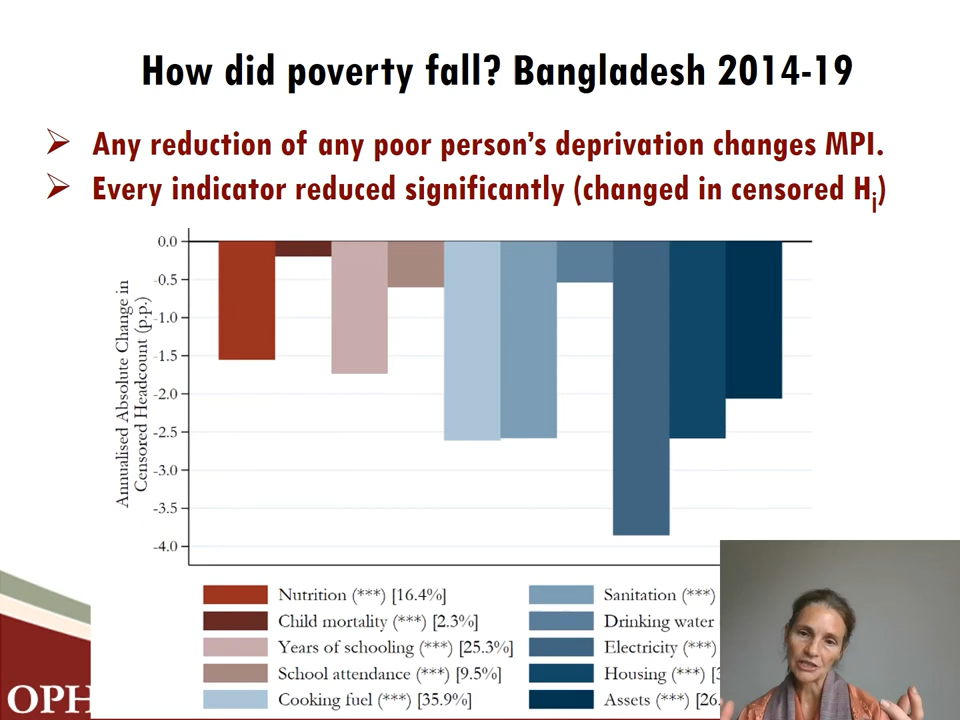 How did poverty fall? Bangladesh 2014-19
Any reduction of any poor person's deprivation changes MPI.
Every indicator reduced significantly (changed in censored Hi)
Annualised Absolute Change in
Censored Headcount (p.p.)
0.0
-0.5
-1.0
-1.5
-2.0
-2.5
-3.0
-3.5
-4.0
Nutrition (***) [16.4%]
Child mortality (***) [2.3%]
Years of schooling (***) [25.3%]
School attendance (***) [9.5%]
Cooking fuel (***) [35.9%]
Sanitation (***)
Drinking water
Electricity (***)
Housing (***) [3
Assets (***) [26.
OPH